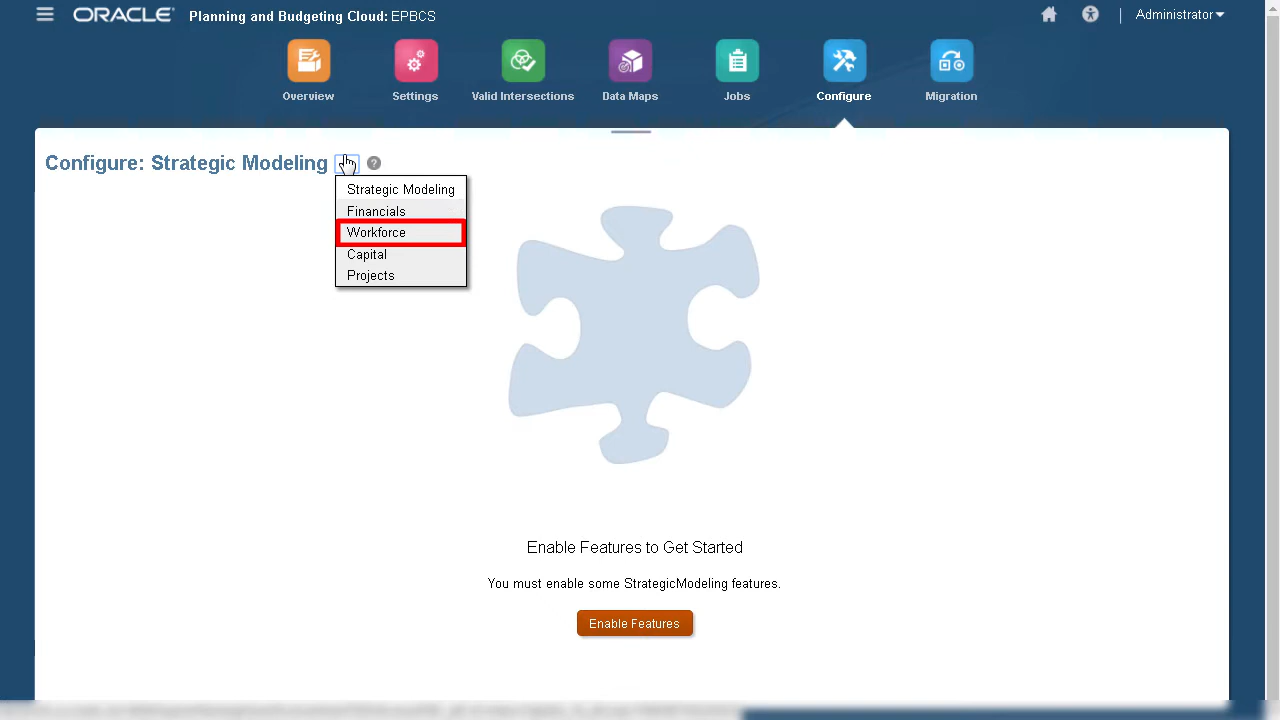 ORACLE® Planning and Budgeting Cloud: EPBCS
Administrator
Overview
Settings
Valid Intersections
Data Maps
Jobs
Configure
Migration
Configure: Strategic Modeling
?
Strategic Modeling
Financials
Workforce
Capital
Projects
Enable Features to Get Started
You must enable some StrategicModeling features.
Enable Features